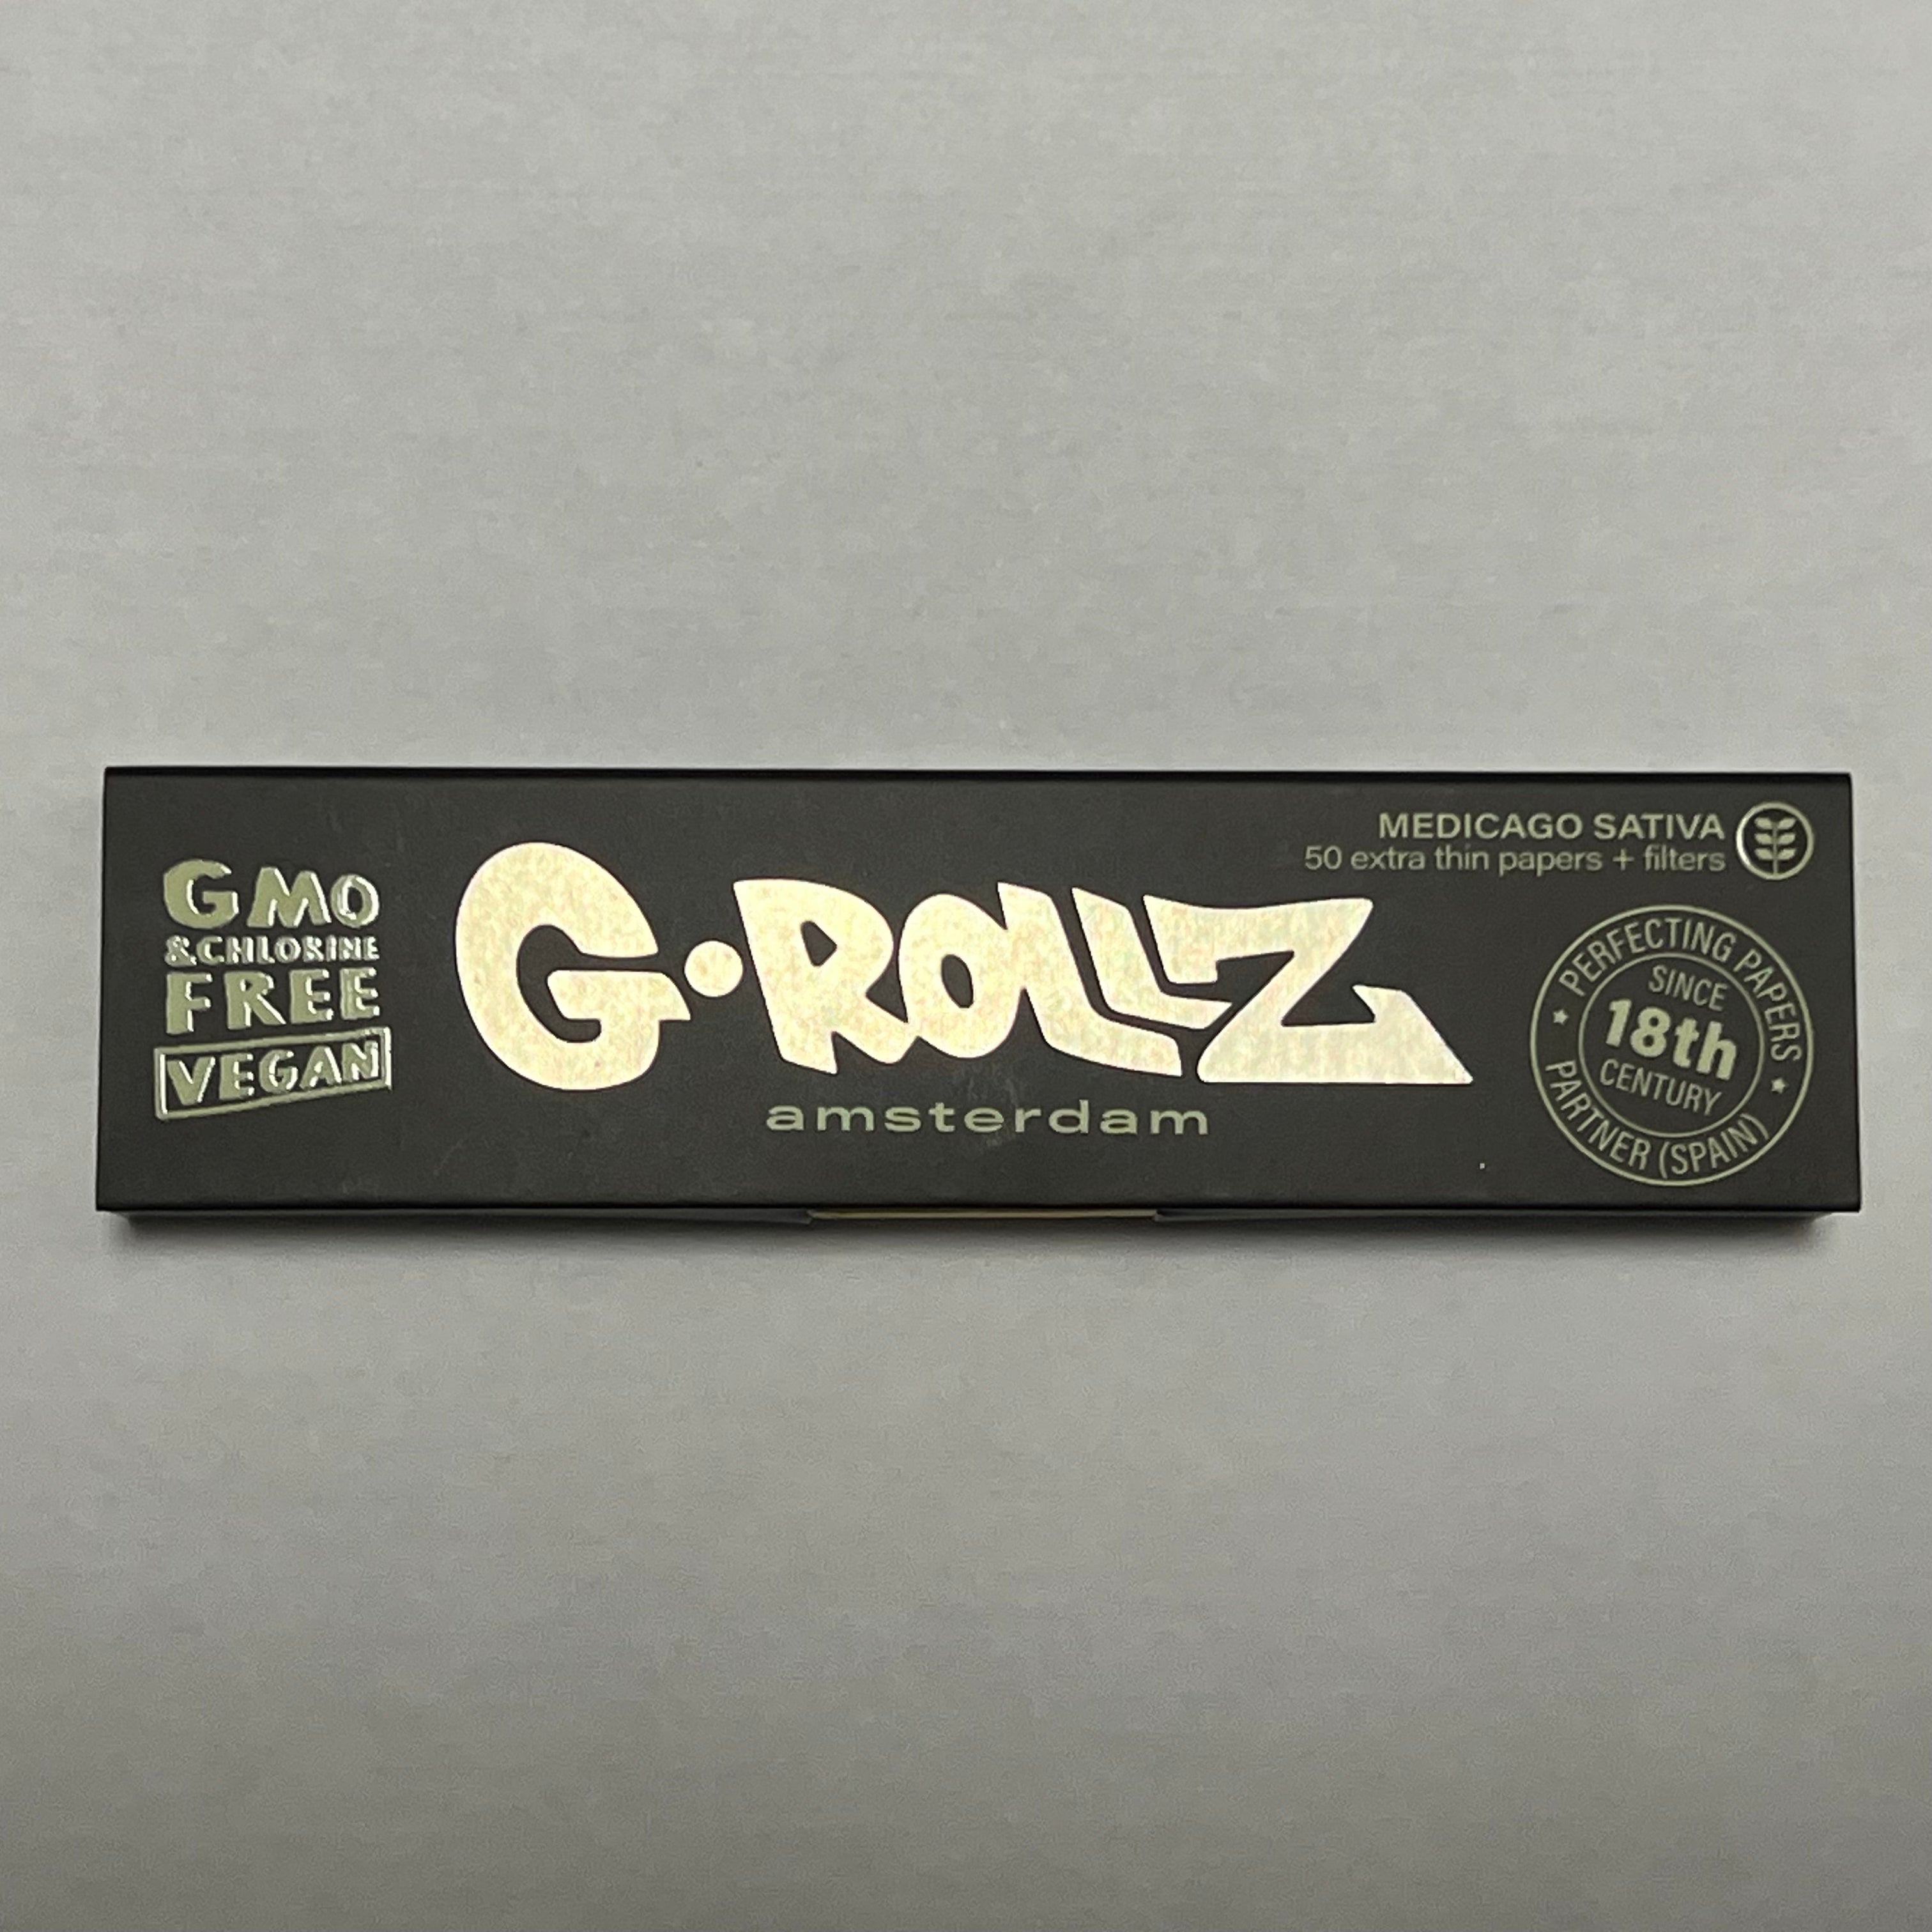 GMO
&CHLORINE
FREE
VEGAN
G·ROLLZ
amsterdam
MEDICAGO SATIVA
50 extra thin papers + filters
PERFECTING PAPERS
SINCE
18th
CENTURY
PARTNER (SPAIN)